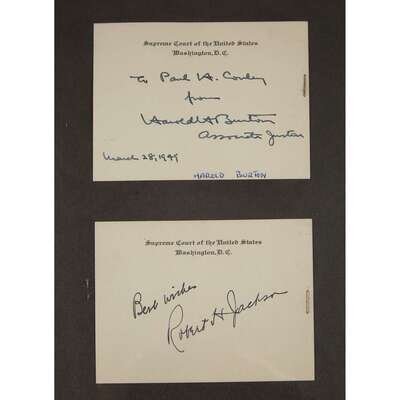 Supreme Court of the United States
Washington, D.C.
to Paul H. Conley
from
Harold H Burton
Associate Justice
March 28, 1949
HAROLD BURTON
Supreme Court of the United States
Washington, D.C.
Best wishes
Robert H. Jackson